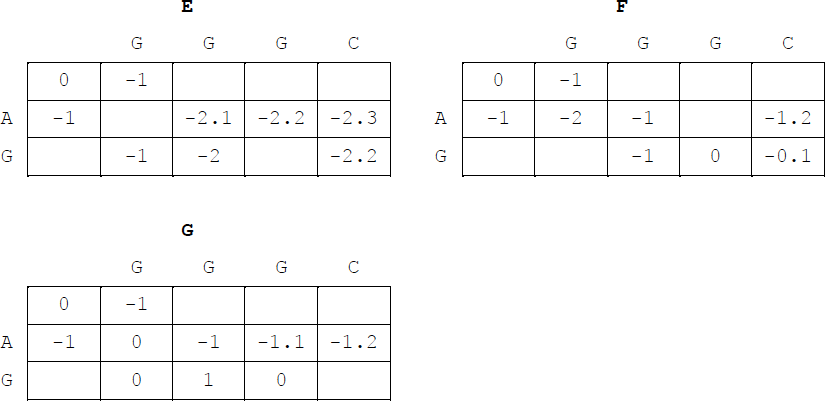 E F
G G G C G G G C
0 -1 0 -1
A -1 -2.1 -2.2 -2.3 A -1 -2 -1 -1.2
G -1 -2 -2.2 G -1 0 -0.1
G
G G G C
0 -1
A -1 0 -1 -1.1 -1.2
G 0 1 0